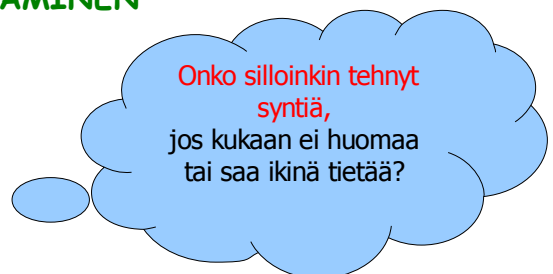 AMINEN
Onko silloinkin tehnyt
syntiä,
jos kukaan ei huomaa
tai saa ikinä tietää?